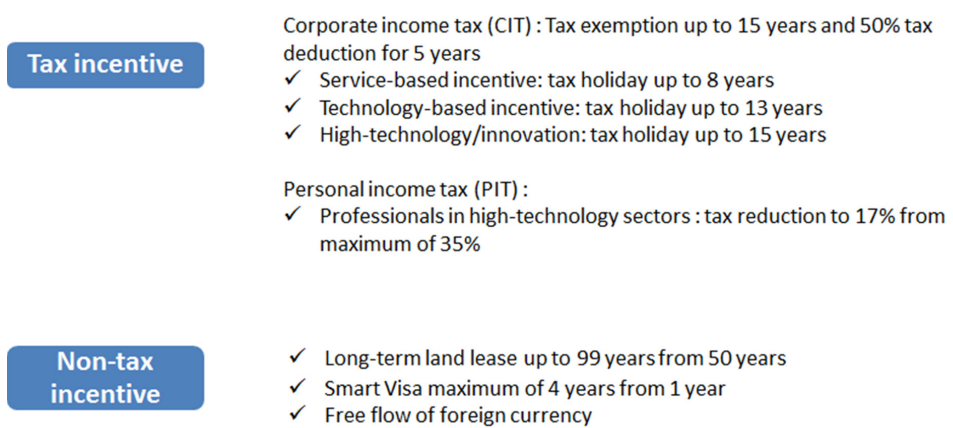 Tax incentive
Corporate income tax (CIT) : Tax exemption up to 15 years and 50% tax
deduction for 5 years
✓ Service-based incentive: tax holiday up to 8 years
✓ Technology-based incentive: tax holiday up to 13 years
✓ High-technology/innovation: tax holiday up to 15 years
Personal income tax (PIT) :
✓ Professionals in high-technology sectors : tax reduction to 17% from
maximum of 35%
Non-tax
incentive
✓ Long-term land lease up to 99 years from 50 years
✓ Smart Visa maximum of 4 years from 1 year
✓ Free flow of foreign currency